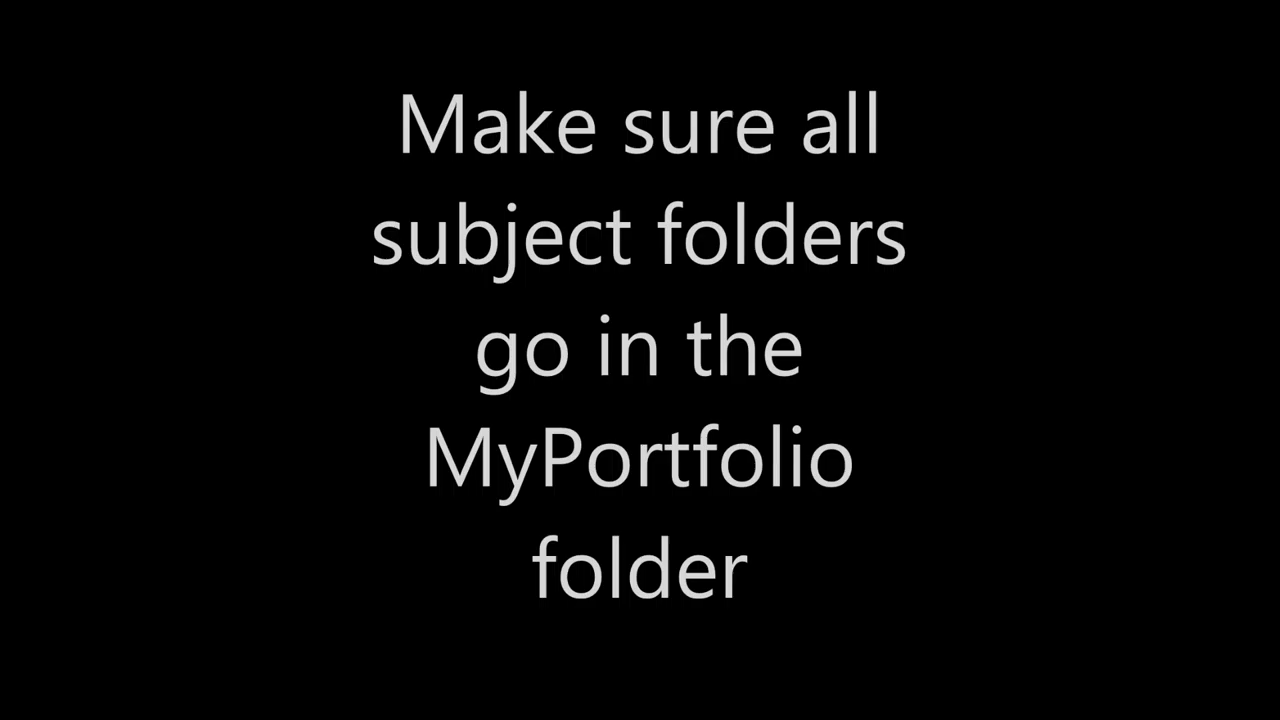 Make sure all
subject folders
go in the
MyPortfolio
folder